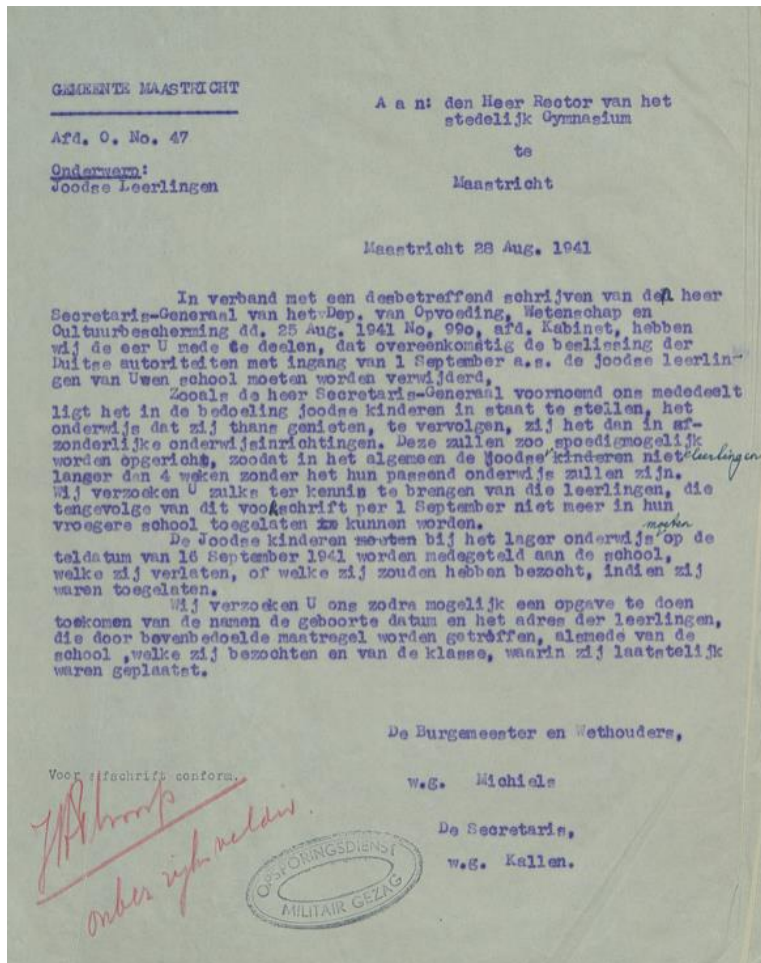 GEMEENTE MAASTRICHT
A a n: den Heer Rector van het
stedelijk Gymnasium
te
Maastricht
Afd. O. No. 47
Onderwerp:
Joodse Leerlingen
Maastricht 28 Aug. 1941
In verband met een desbetreffend schrijven van den heer
Secretaris-Generaal van het Dep. van Opvoeding, Wetenschap en
Cultuurbescherming dd. 25 Aug. 1941 No, 99o, afd. Kabinet, hebben
wij de eer U mede te deelen, dat overeenkomstig de beslissing der
Duitse autoriteiten met ingang van 1 September a.s. de joodse leerlin-
gen van Uwen school moeten worden verwijderd,
Zooals de heer Secretaris-Generaal voornoemd ons mededeelt
ligt het in de bedoeling joodse kinderen in staat te stellen, het
onderwijs dat zij thans genieten, te vervolgen, zij het dan in af-
zonderlijke onderwijsinrichtingen. Deze zullen zoo spoedigmogelijk
worden opgericht, zoodat in het algemeen de joodse kinderen niet leerlingen
langer dan 4 weken zonder het hun passend onderwijs zullen zijn.
Wij verzoeken U zulks ter kennis te brengen van die leerlingen, die
tengevolge van dit voorschrift per 1 September niet meer in hun
vroegere school toegelaten kunnen worden.
moeten
De Joodse kinderen mouten bij het lager onderwijs op de
teldatum van 16 September 1941 worden medegeteld aan de school,
welke zij verlaten, of welke zij zouden hebben bezocht, indien zij
waren toegelaten.
Wij verzoeken U ons zodra mogelijk een opgave te doen
toekomen van de namen de geboorte datum en het adres der leerlingen,
die door bovenbedoelde maatregel worden getroffen, alsmede van de
school ,welke zij bezochten en van de klasse, waarin zij laatstelijk
waren geplaatst.
De Burgemeester en Wethouders,
Voor afschrift conform.
w.g. Michiels
De Secretaris,
w.g. Kallen.
OPSPORINGSDIENST
MILITAIR GEZAG